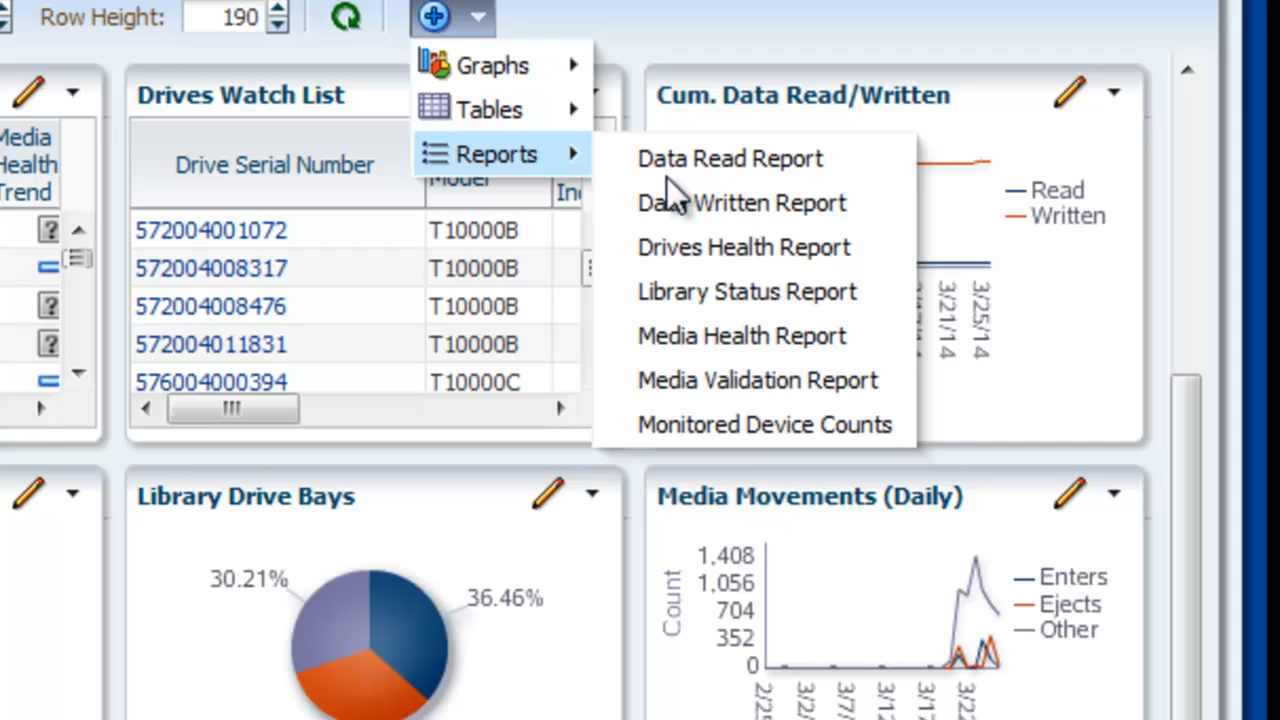 Row Height: 190
Graphs
Tables
Reports
Data Read Report
Data Written Report
Drives Health Report
Library Status Report
Media Health Report
Media Validation Report
Monitored Device Counts
Media
Health
Trend
Drives Watch List
Drive Serial Number
Model
572004001072 T10000B
572004008317 T10000B
572004008476 T10000B
572004011831 T10000B
576004000394 T10000C
Cum. Data Read/Written
Read
Written
3/21/14
3/25/14
Library Drive Bays
30.21%
36.46%
Media Movements (Daily)
Count
1,408
1,056
704
352
0
Enters
Ejects
Other